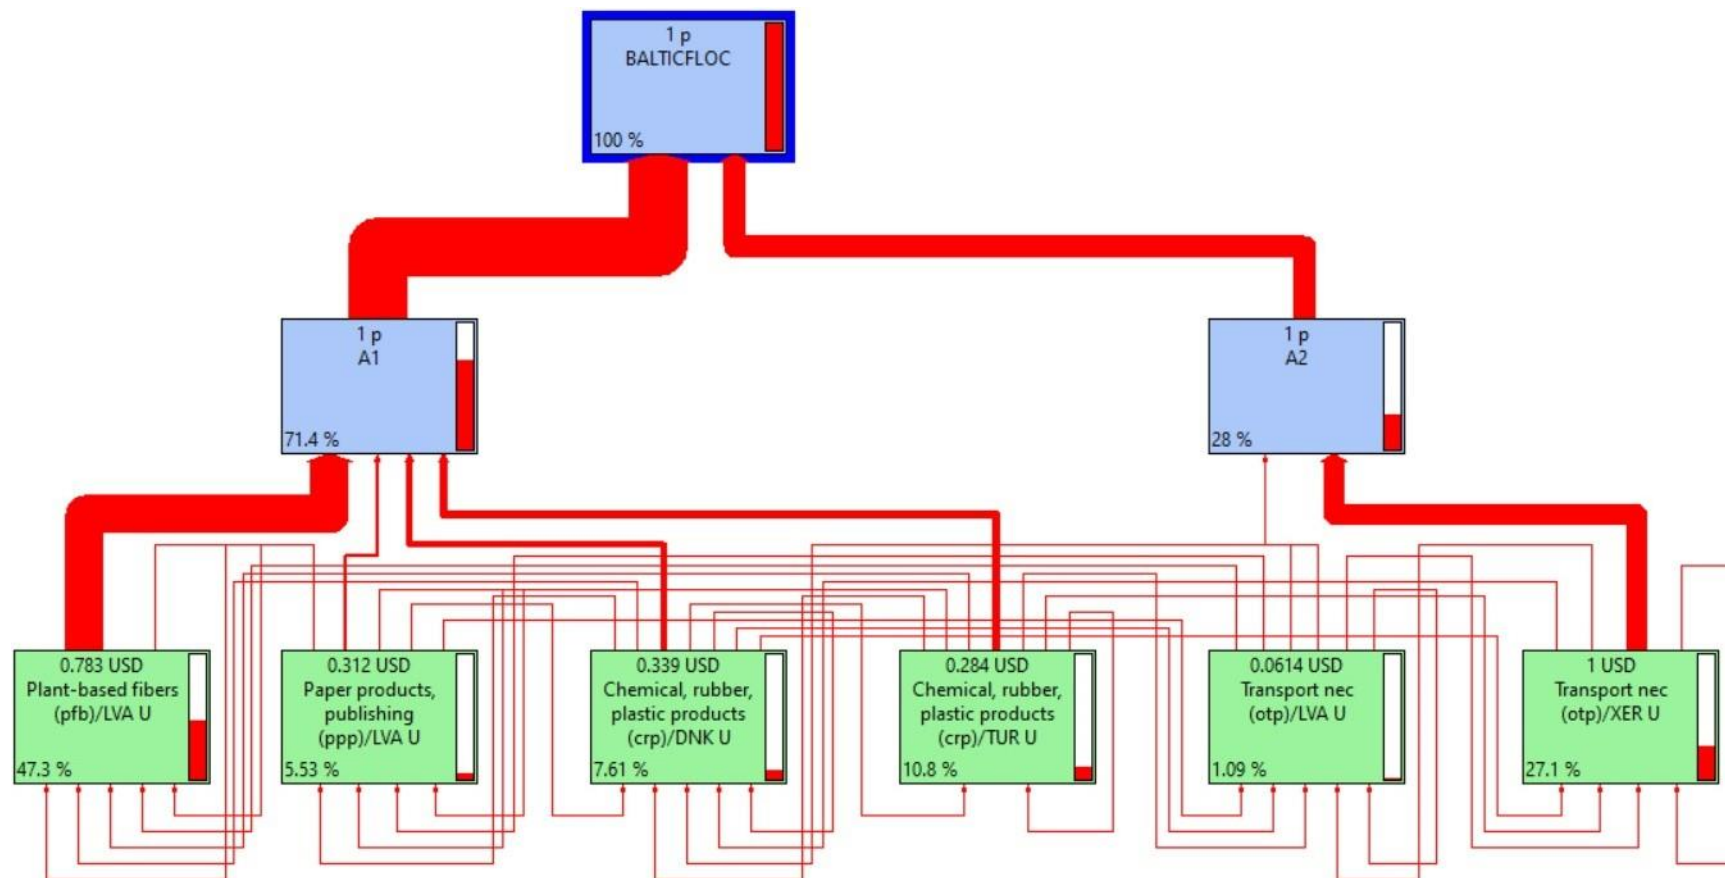 1 p
BALTICFLOC
100 %
1 p
A1
71.4 %
1 p
A2
28 %
0.783 USD
Plant-based fibers
(pfb)/LVA U
47.3 %
0.312 USD
Paper products,
publishing
(ppp)/LVA U
5.53 %
0.339 USD
Chemical, rubber,
plastic products
(crp)/DNK U
7.61 %
0.284 USD
Chemical, rubber,
plastic products
(crp)/TUR U
10.8 %
0.0614 USD
Transport nec
(otp)/LVA U
1.09 %
1 USD
Transport nec
(otp)/XER U
27.1 %